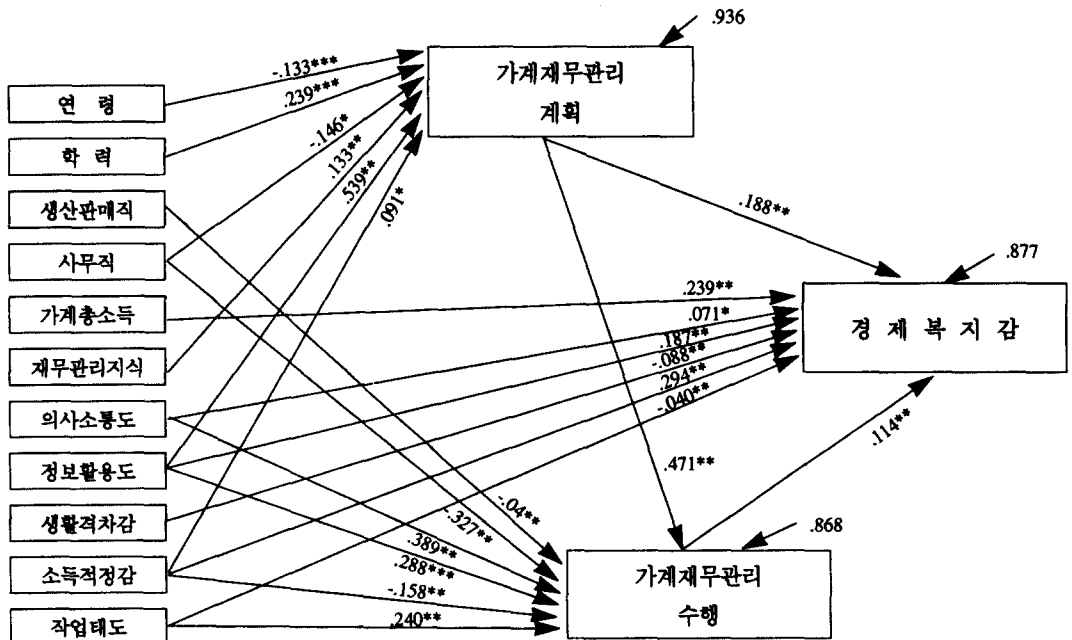 .936
가계재무관리
계획
-.133***
.239***
-.146*
.133**
.539**
.091*
연 령
학 력
생산판매직
사무직
가계총소득
재무관리지식
의사소통도
정보활용도
생활격차감
소득적정감
작업태도
.188**
.877
경 제 복 지 감
.239**
.071*
.187**
-.088**
.294**
-.040**
.114**
.471**
-.04**
-.327**
.389**
.288***
-.158**
.240**
.868
가계재무관리
수행